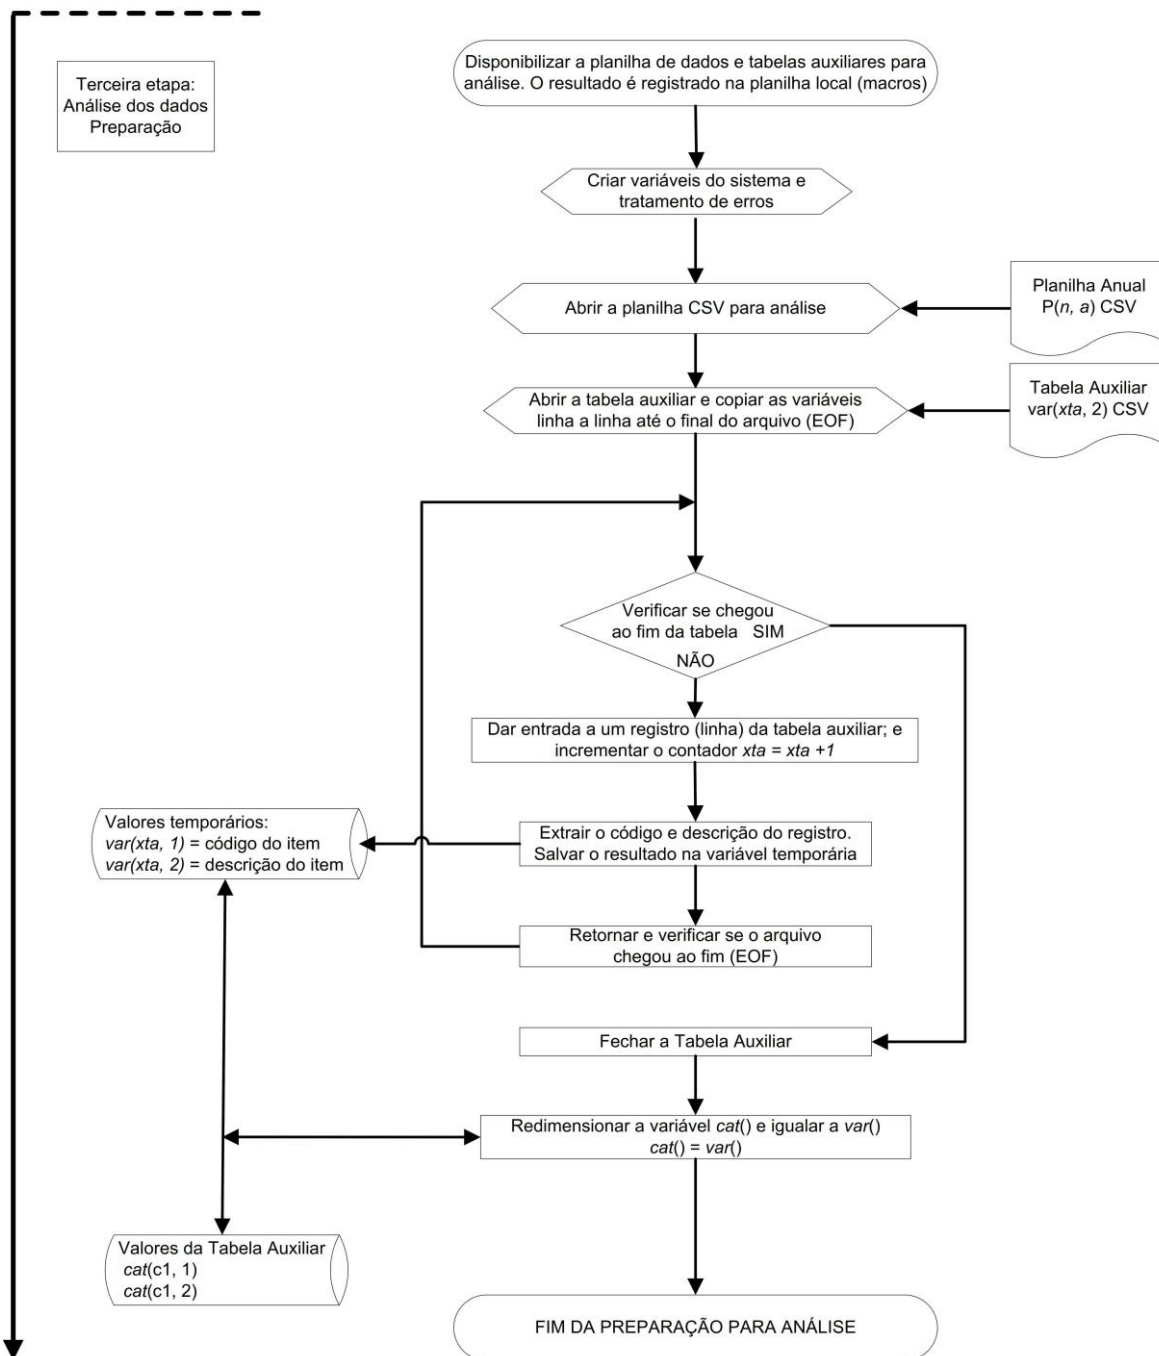 Terceira etapa:
Análise dos dados
Preparação
Disponibilizar a planilha de dados e tabelas auxiliares para
análise. O resultado é registrado na planilha local (macros)
Criar variáveis do sistema e
tratamento de erros
Abrir a planilha CSV para análise
Planilha Anual
P(n, a) CSV
Abrir a tabela auxiliar e copiar as variáveis
linha a linha até o final do arquivo (EOF)
Tabela Auxiliar
var(xta, 2) CSV
Verificar se chegou
ao fim da tabela SIM
NÃO
Dar entrada a um registro (linha) da tabela auxiliar; e
incrementar o contador xta = xta +1
Extrair o código e descrição do registro.
Salvar o resultado na variável temporária
Valores temporários:
var(xta, 1) = código do item
var(xta, 2) = descrição do item
Retornar e verificar se o arquivo
chegou ao fim (EOF)
Fechar a Tabela Auxiliar
Redimensionar a variável cat() e igualar a var()
cat() = var()
Valores da Tabela Auxiliar
cat(c1, 1)
cat(c1, 2)
FIM DA PREPARAÇÃO PARA ANÁLISE